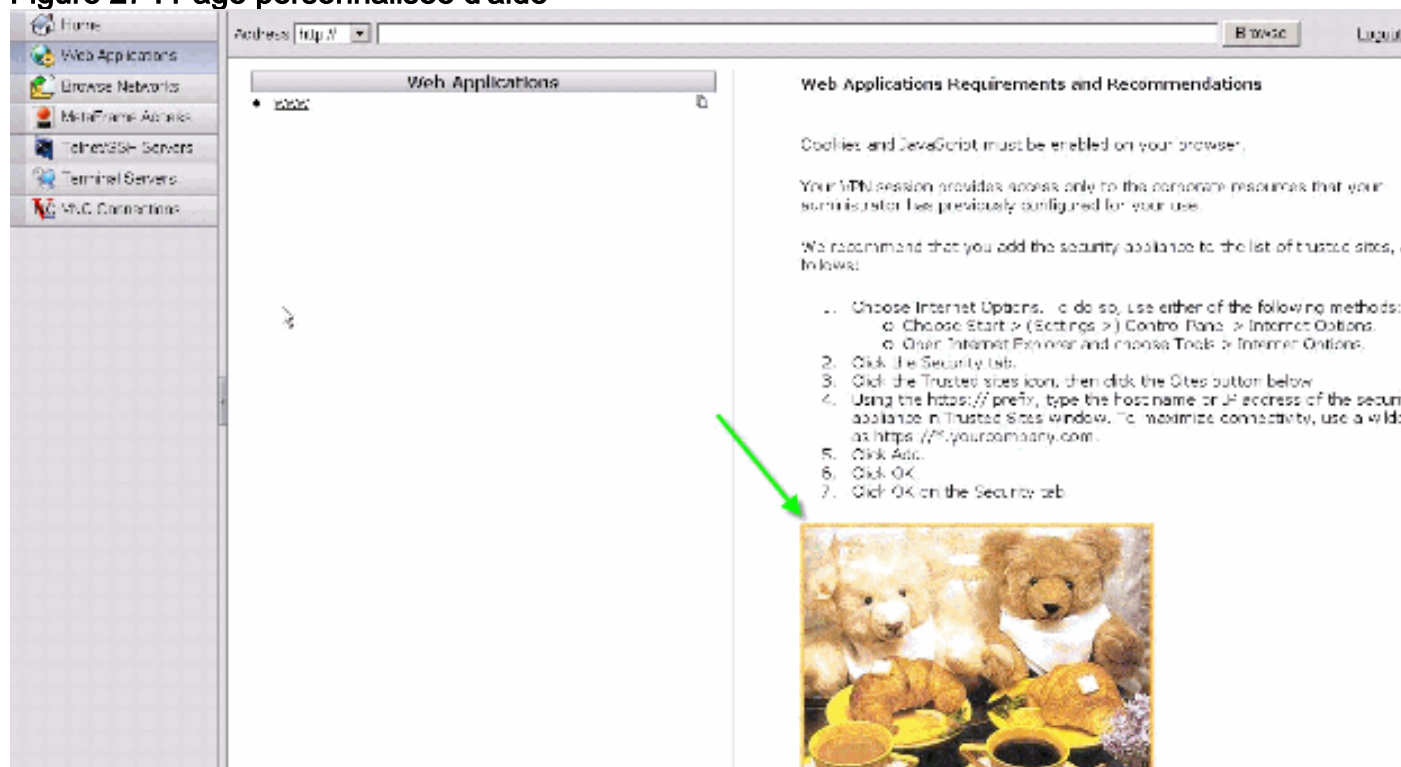 Figure 27 : Page personnalisée d'aide
Home
Address http://
Browse
Logout
Web Applications
Browse Networks
MetaFrame Access
Telnet/SSH Servers
Terminal Servers
VNC Connections
Web Applications
Web Applications Requirements and Recommendations
Cookies and JavaScript must be enabled on your browser.
Your VPN session provides access only to the corporate resources that your
administrator has previously configured for your use.
We recommend that you add the security appliance to the list of trusted sites,
follows:
1. Choose Internet Options. To do so, use either of the following methods:
o Choose Start > (Settings >) Control Panel > Internet Options.
o Open Internet Explorer and choose Tools > Internet Options.
2. Click the Security tab.
3. Click the Trusted sites icon, then click the Sites button below
4. Using the https:// prefix, type the host name or IP address of the securi
appliance in Trusted Sites window. To maximize connectivity, use a wildc
as https://*.yourcompany.com.
5. Click Add.
6. Click OK
7. Click OK on the Security tab